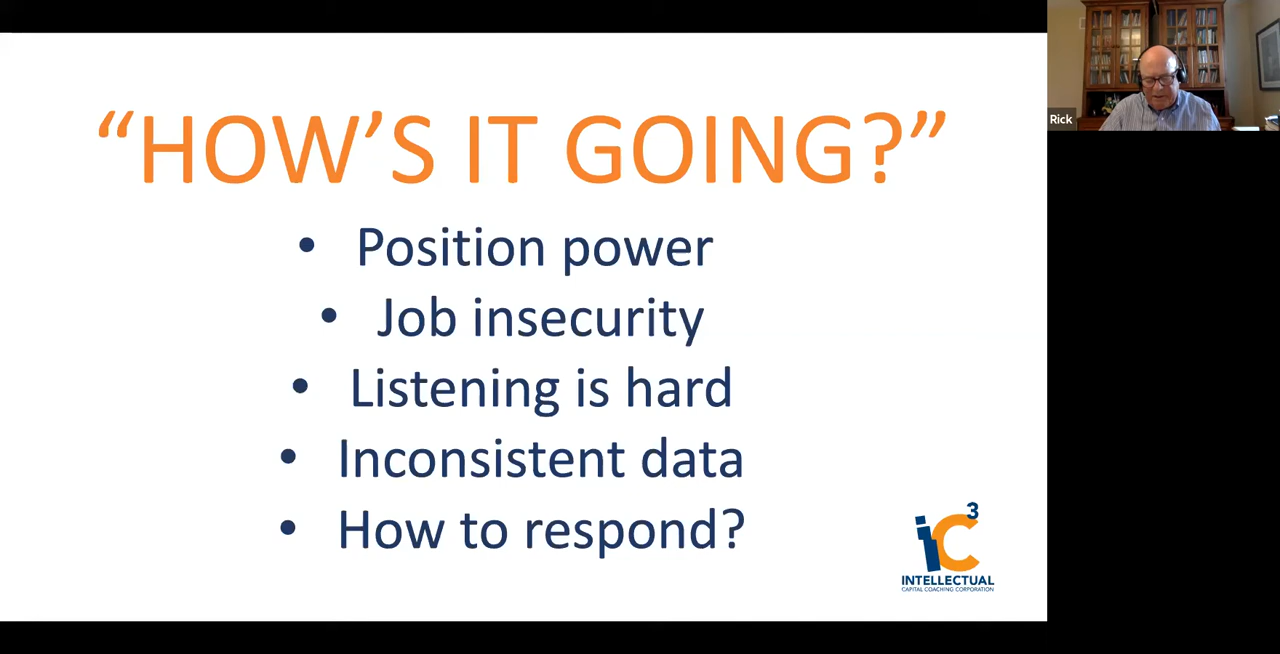 “HOW’S IT GOING?”
• Position power
• Job insecurity
• Listening is hard
• Inconsistent data
• How to respond?
iC3
INTELLECTUAL
CAPITAL COACHING CORPORATION
Rick